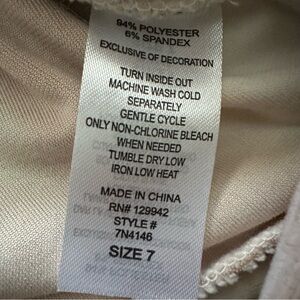 94% POLYESTER
6% SPANDEX
EXCLUSIVE OF DECORATION
TURN INSIDE OUT
MACHINE WASH COLD
SEPARATELY
GENTLE CYCLE
ONLY NON-CHLORINE BLEACH
WHEN NEEDED
TUMBLE DRY LOW
IRON LOW HEAT
MADE IN CHINA
RN# 129942
STYLE #
7N4146
SIZE 7